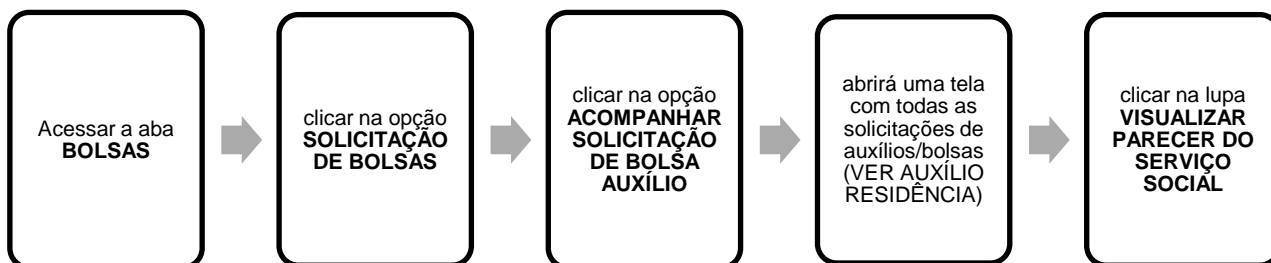 Acessar a aba
BOLSAS
clicar na opção
SOLICITAÇÃO
DE BOLSAS
clicar na opção
ACOMPANHAR
SOLICITAÇÃO
DE BOLSA
AUXÍLIO
abrirá uma tela
com todas as
solicitações de
auxílios/bolsas
(VER AUXÍLIO
RESIDÊNCIA)
clicar na lupa
VISUALIZAR
PARECER DO
SERVIÇO
SOCIAL